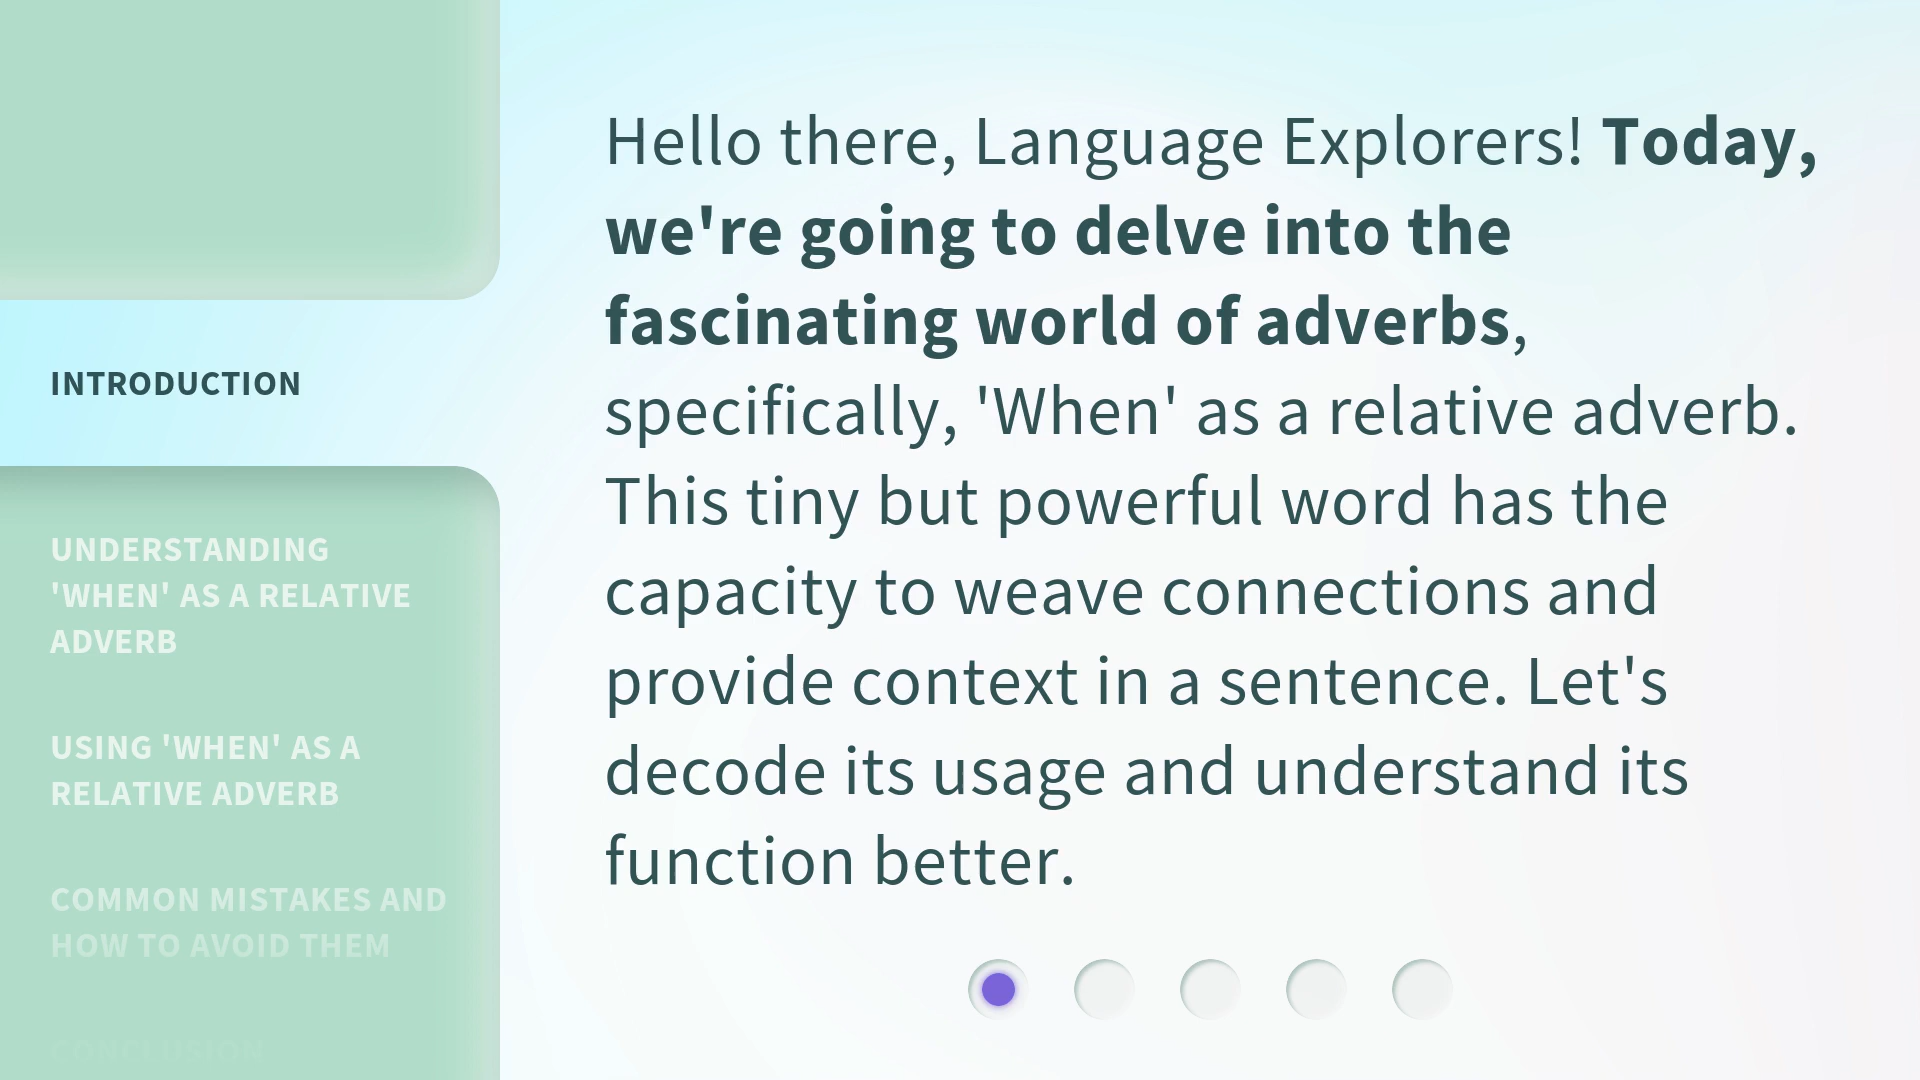 INTRODUCTION
UNDERSTANDING
'WHEN' AS A RELATIVE
ADVERB
USING 'WHEN' AS A
RELATIVE ADVERB
COMMON MISTAKES AND
HOW TO AVOID THEM
CONCLUSION
Hello there, Language Explorers! Today,
we're going to delve into the
fascinating world of adverbs,
specifically, 'When' as a relative adverb.
This tiny but powerful word has the
capacity to weave connections and
provide context in a sentence. Let's
decode its usage and understand its
function better.